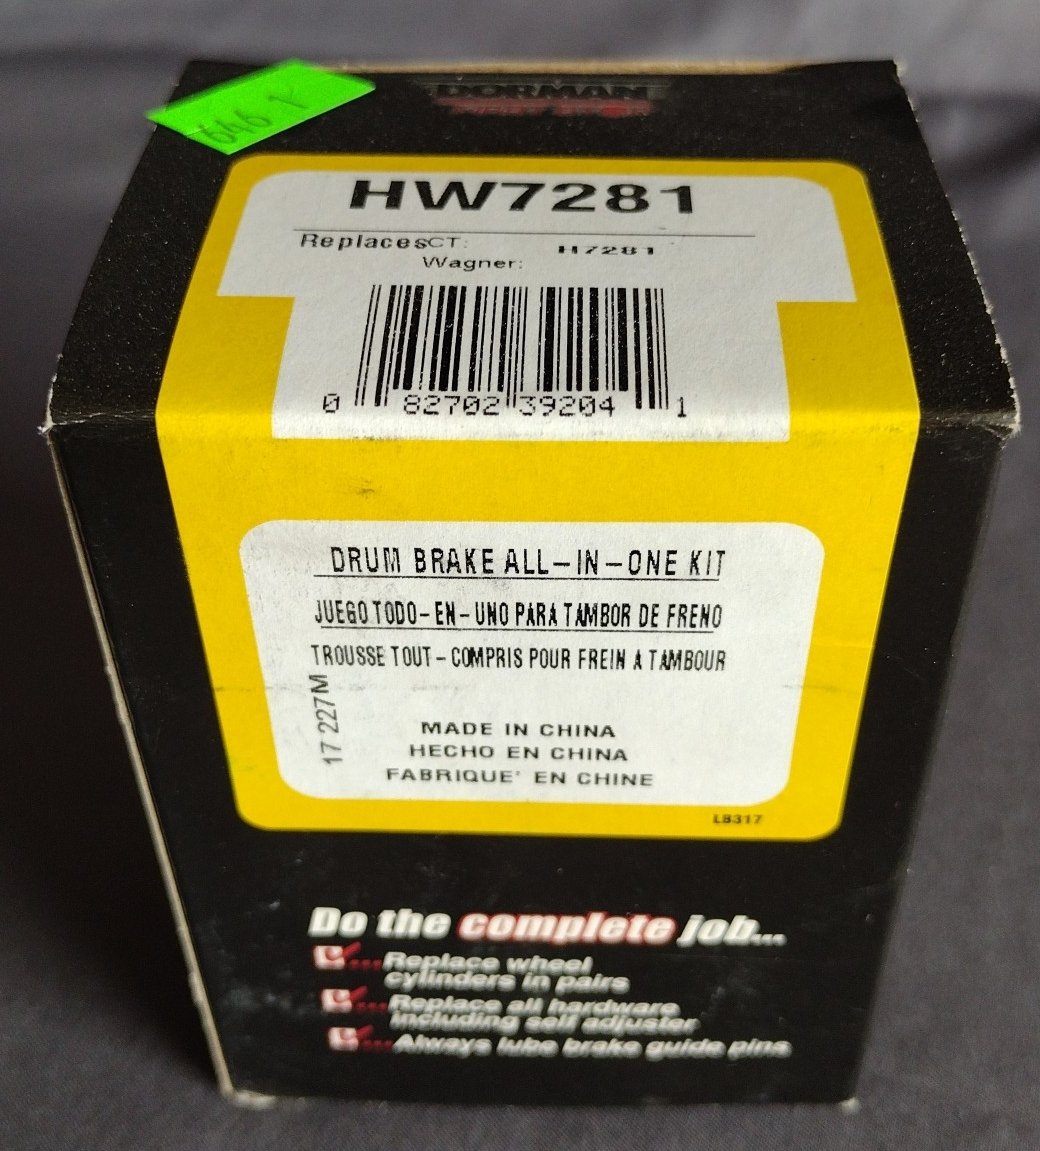 646 1
DORMAN
HW7281
Replaces CT: H7281
Wagner:
0 82702 39204 1
DRUM BRAKE ALL-IN-ONE KIT
JUEGO TODO-EN-UNO PARA TAMBOR DE FRENO
TROUSSE TOUT-COMPRIS POUR FREIN A TAMBOUR
17 227M
MADE IN CHINA
HECHO EN CHINA
FABRIQUE' EN CHINE
LB317
Do the complete job...
Replace wheel
cylinders in pairs
Replace all hardware
including self adjuster
Always lube brake guide pins